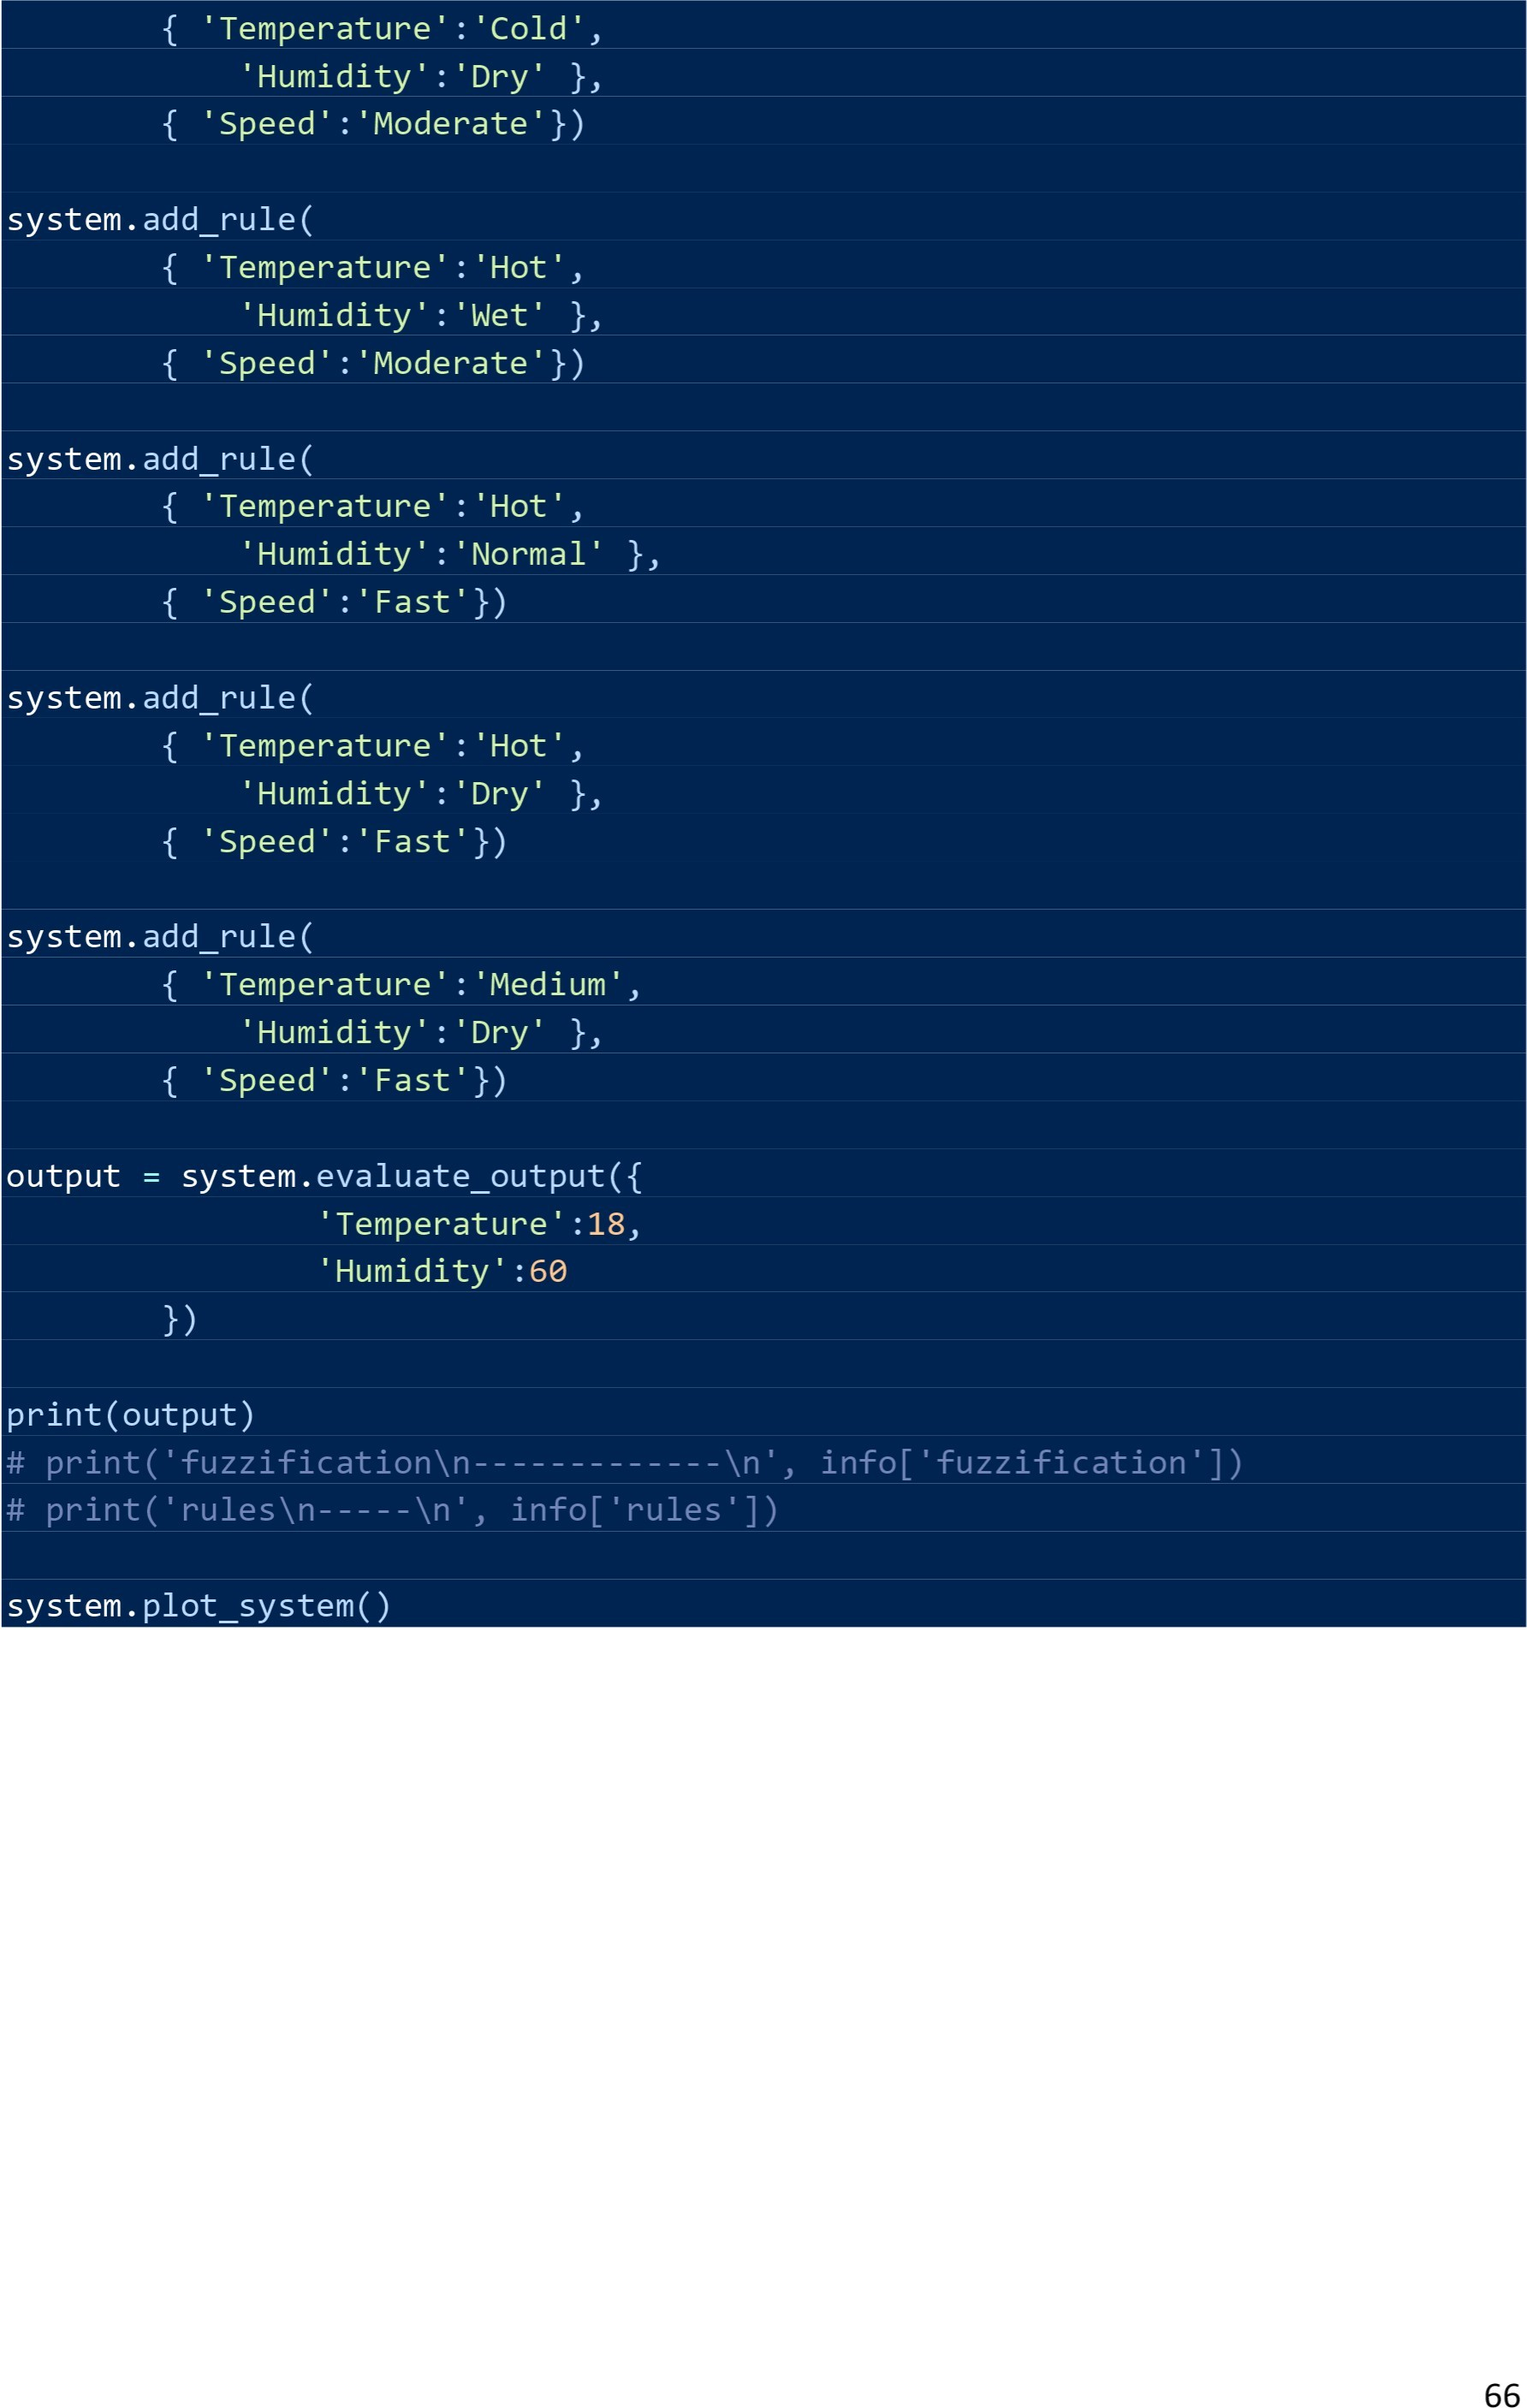 { 'Temperature':'Cold',
'Humidity':'Dry' },
{ 'Speed':'Moderate'})
system.add_rule(
{ 'Temperature':'Hot',
'Humidity':'Wet' },
{ 'Speed':'Moderate'})
system.add_rule(
{ 'Temperature':'Hot',
'Humidity':'Normal' },
{ 'Speed':'Fast'})
system.add_rule(
{ 'Temperature':'Hot',
'Humidity':'Dry' },
{ 'Speed':'Fast'})
system.add_rule(
{ 'Temperature':'Medium',
'Humidity':'Dry' },
{ 'Speed':'Fast'})
output = system.evaluate_output({
'Temperature':18,
'Humidity':60
})
print(output)
# print('fuzzification\n-------------\n', info['fuzzification'])
# print('rules\n-----\n', info['rules'])
system.plot_system()
66